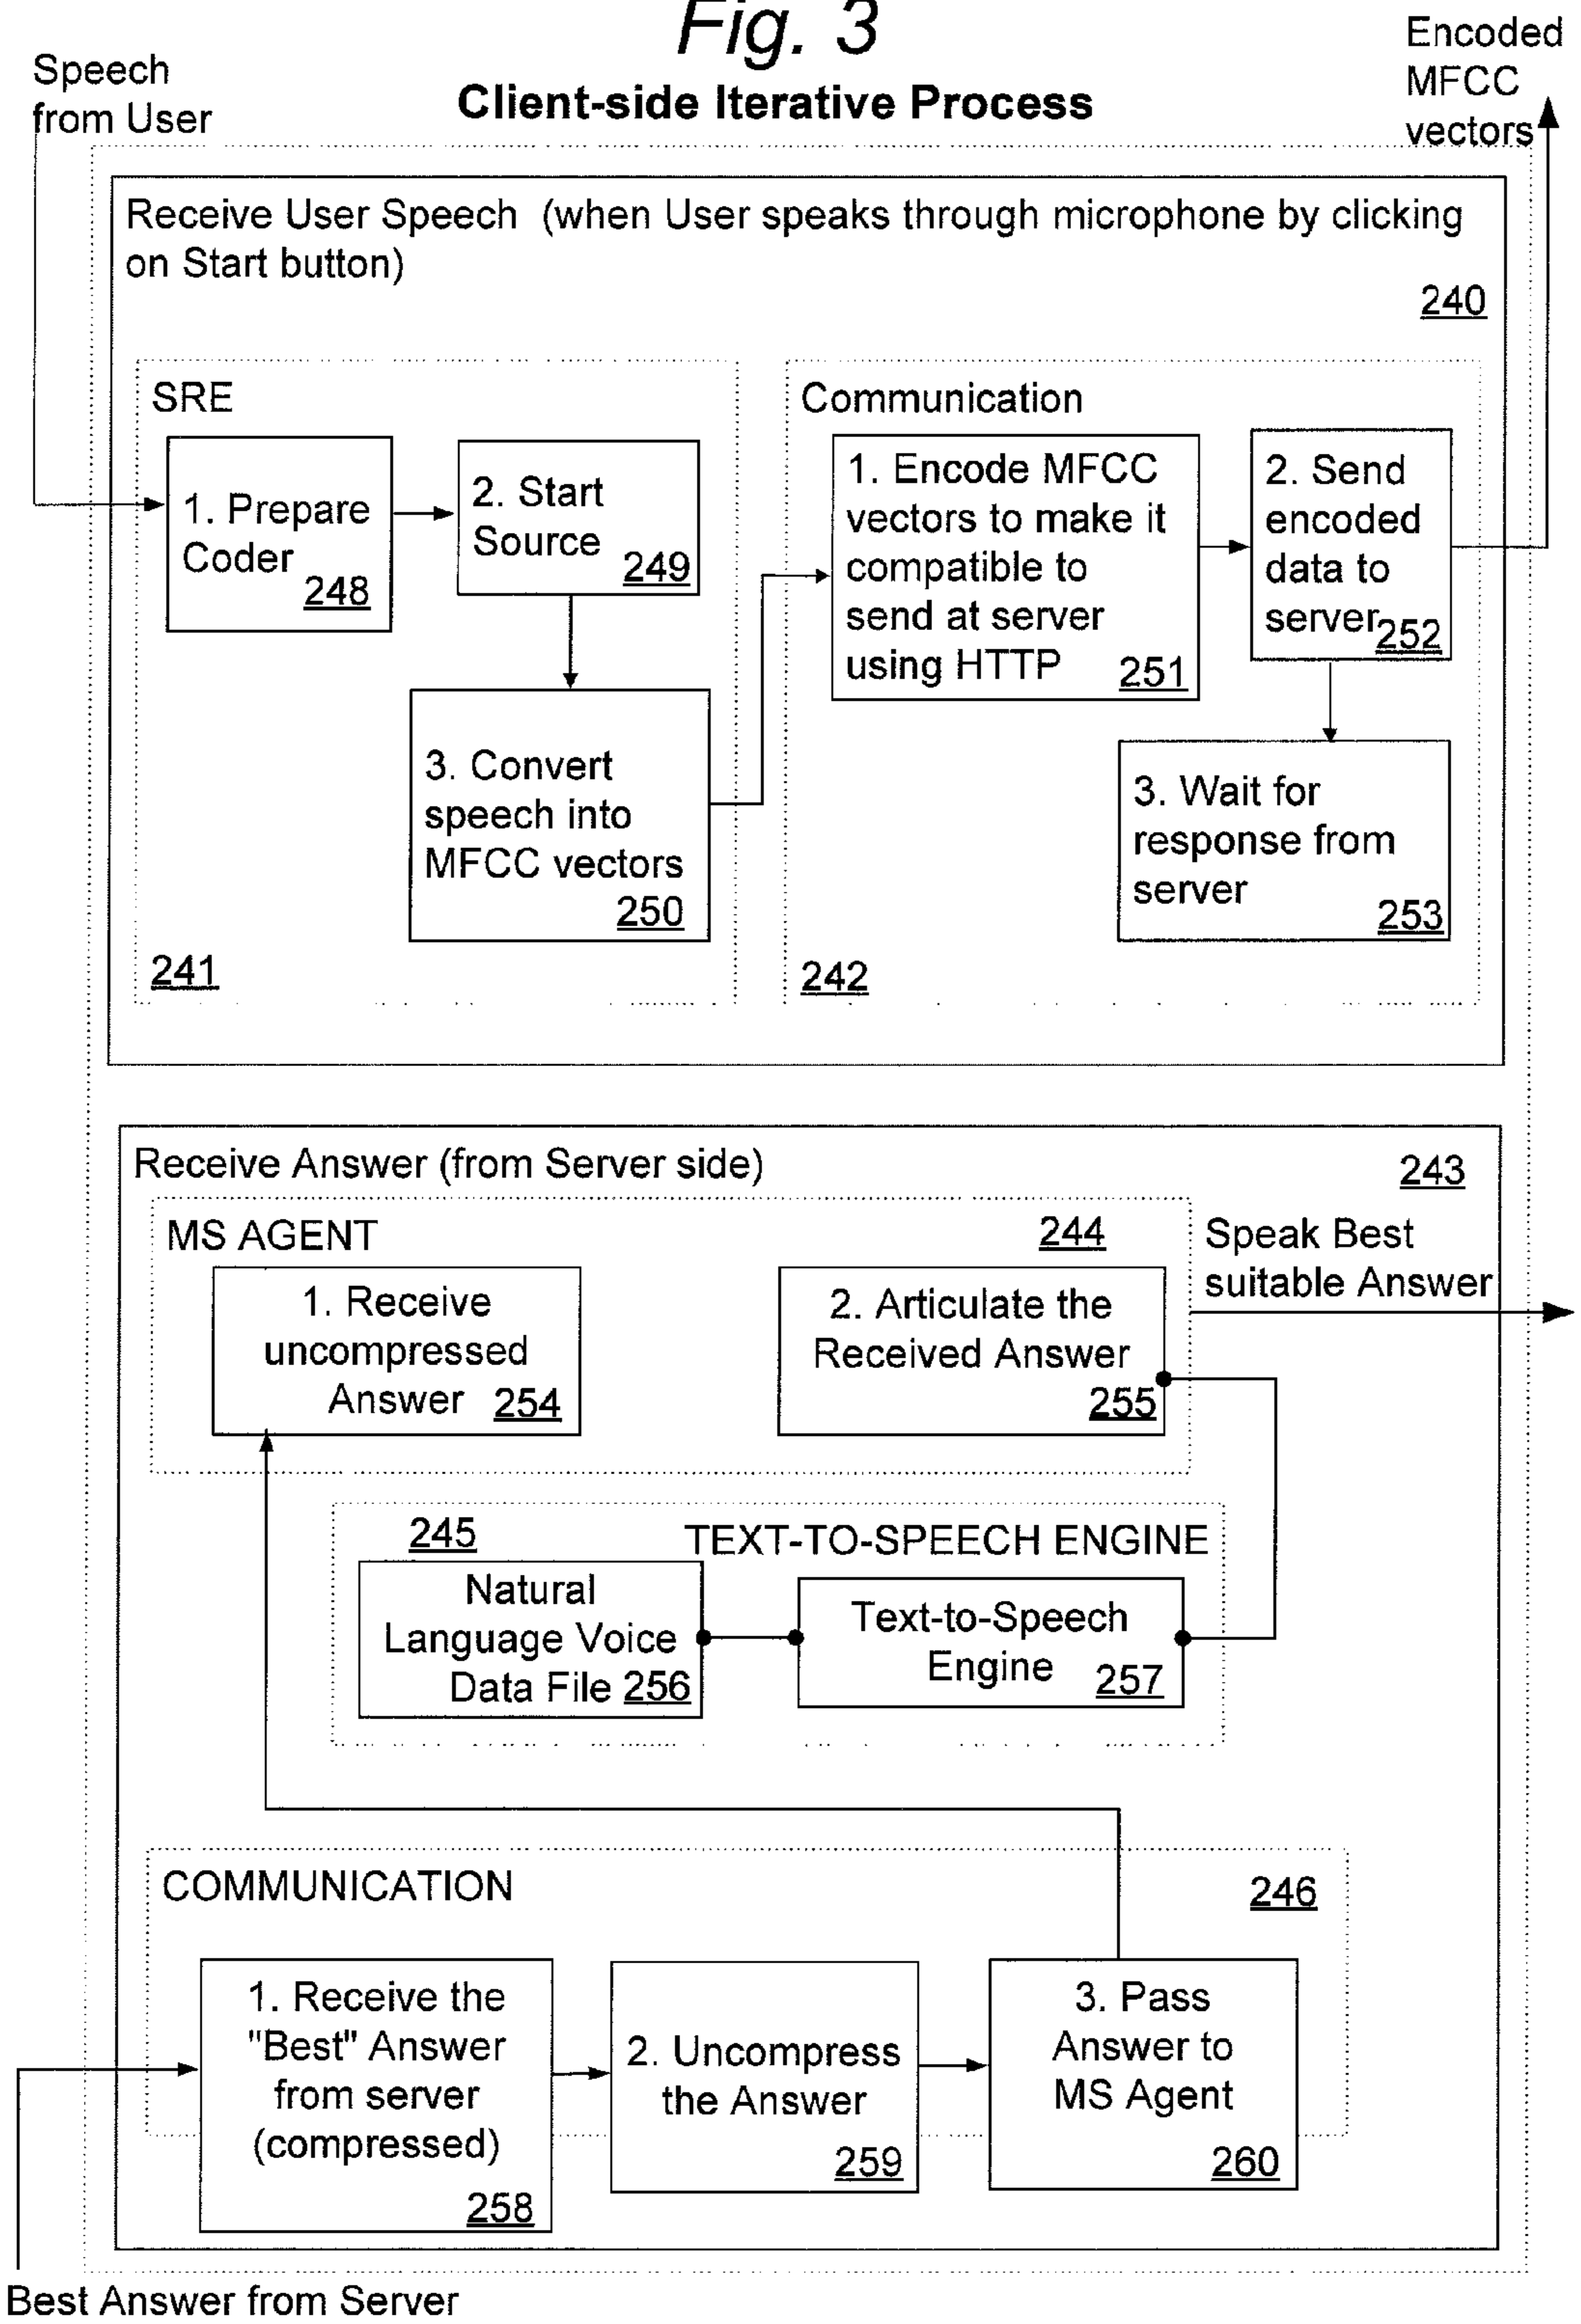 Fig. 3
Client-side Iterative Process
Speech
from User
Encoded
MFCC
vectors
Receive User Speech (when User speaks through microphone by clicking
on Start button)
240
SRE
1. Prepare
Coder
248
2. Start
Source
249
3. Convert
speech into
MFCC vectors
250
241
Communication
1. Encode MFCC
vectors to make it
compatible to
send at server
using HTTP
251
2. Send
encoded
data to
server
252
3. Wait for
response from
server
253
242
Receive Answer (from Server side)
243
MS AGENT
244
1. Receive
uncompressed
Answer 254
2. Articulate the
Received Answer
255
Speak Best
suitable Answer
245
TEXT-TO-SPEECH ENGINE
Natural
Language Voice
Data File 256
Text-to-Speech
Engine 257
COMMUNICATION
246
1. Receive the
"Best" Answer
from server
(compressed)
258
2. Uncompress
the Answer
259
3. Pass
Answer to
MS Agent
260
Best Answer from Server